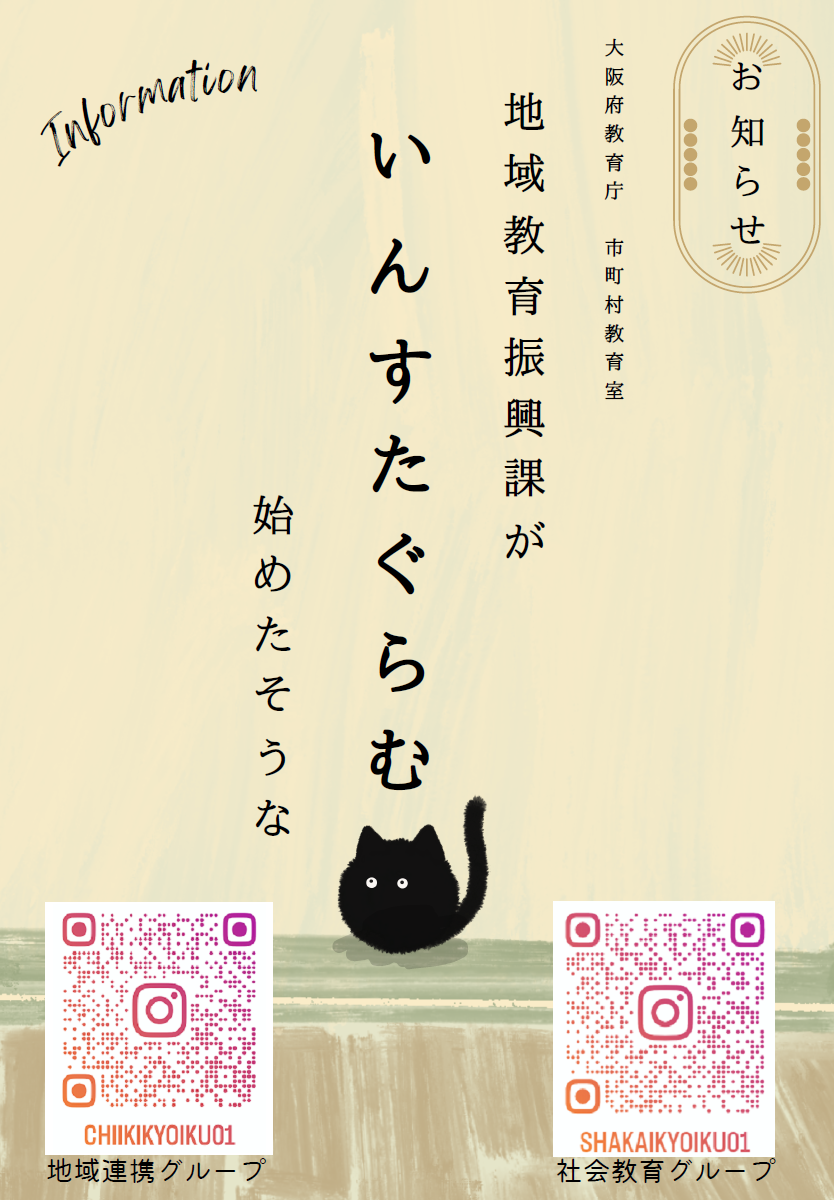 お知らせ
大阪府教育庁　市町村教育室
地域教育振興課が
いんすたぐらむ
始めたそうな
Information
CHIIKIKYOIKU01
地域連携グループ
SHAKAIKYOIKU01
社会教育グループ